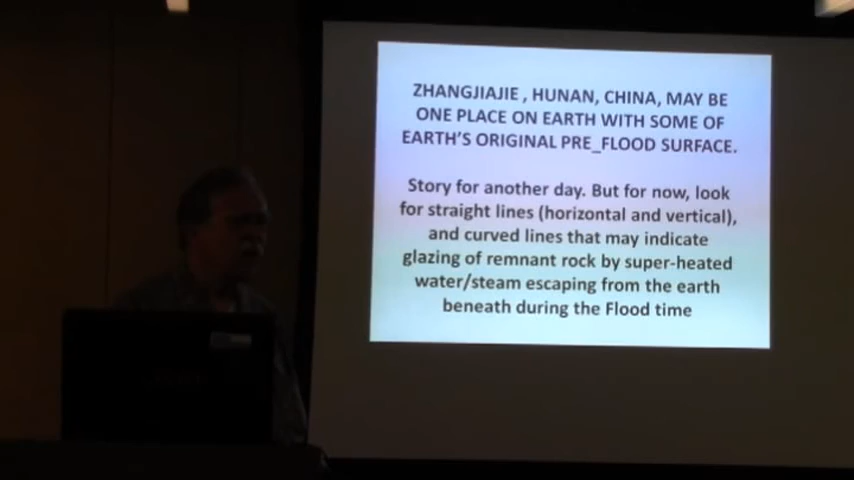 ZHANGJIAJIE , HUNAN, CHINA, MAY BE
ONE PLACE ON EARTH WITH SOME OF
EARTH'S ORIGINAL PRE_FLOOD SURFACE.
Story for another day. But for now, look
for straight lines (horizontal and vertical),
and curved lines that may indicate
glazing of remnant rock by super-heated
water/steam escaping from the earth
beneath during the Flood time